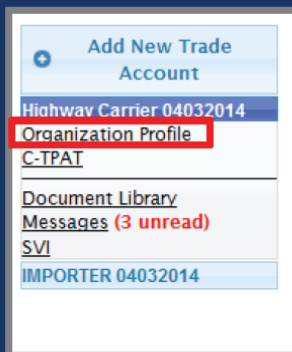 Add New Trade
Account
Highway Carrier 04032014
Organization Profile
C-TPAT
Document Library
Messages (3 unread)
SVI
IMPORTER 04032014